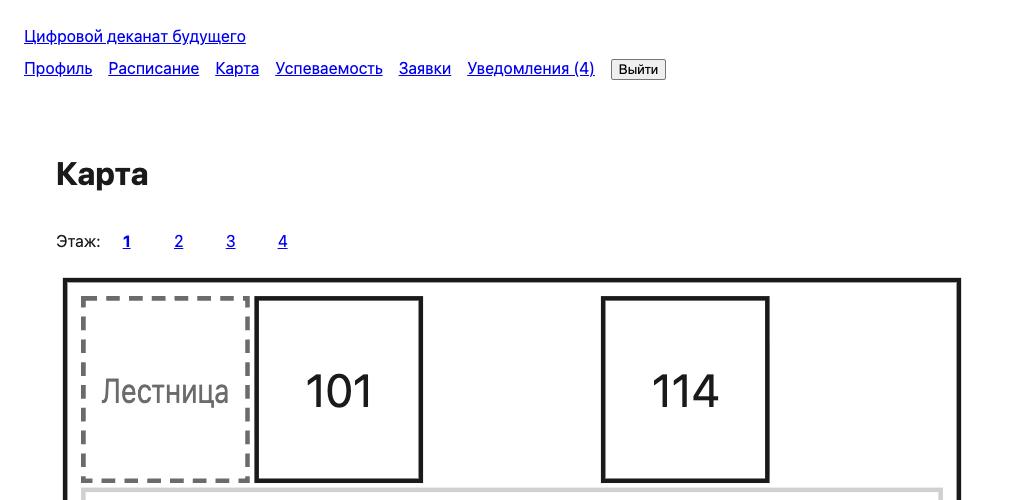 Цифровой деканат будущего
Профиль Расписание Карта Успеваемость Заявки Уведомления (4) Выйти
Карта
Этаж: 1 2 3 4
Лестница 101 114